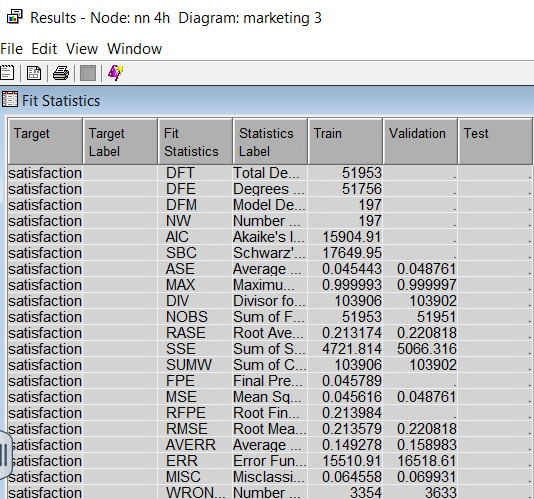 Results - Node: nn 4h Diagram: marketing 3
File Edit View Window
Fit Statistics
Target Target Label Fit Statistics Statistics Label Train Validation Test
satisfaction DFT Total De... 51953 . .
satisfaction DFE Degrees ... 51756 . .
satisfaction DFM Model De... 197 . .
satisfaction NW Number ... 197 . .
satisfaction AIC Akaike's I... 15904.91 . .
satisfaction SBC Schwarz'... 17649.95 . .
satisfaction ASE Average ... 0.045443 0.048761 .
satisfaction MAX Maximu... 0.999993 0.999997 .
satisfaction DIV Divisor fo... 103906 103902 .
satisfaction NOBS Sum of F... 51953 51951 .
satisfaction RASE Root Ave... 0.213174 0.220818 .
satisfaction SSE Sum of S... 4721.814 5066.316 .
satisfaction SUMW Sum of C... 103906 103902 .
satisfaction FPE Final Pre... 0.045789 . .
satisfaction MSE Mean Sq... 0.045616 0.048761 .
satisfaction RFPE Root Fin... 0.213984 . .
satisfaction RMSE Root Mea... 0.213579 0.220818 .
satisfaction AVERR Average ... 0.149278 0.158983 .
satisfaction ERR Error Fun... 15510.91 16518.61 .
satisfaction MISC Misclassi... 0.064558 0.069931 .
satisfaction WRON... Number ... 3354 3633 .